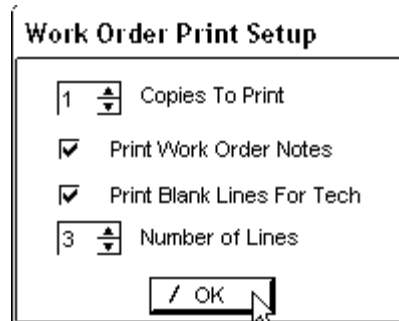 Work Order Print Setup
1 Copies To Print
Print Work Order Notes
Print Blank Lines For Tech
3 Number of Lines
/ OK